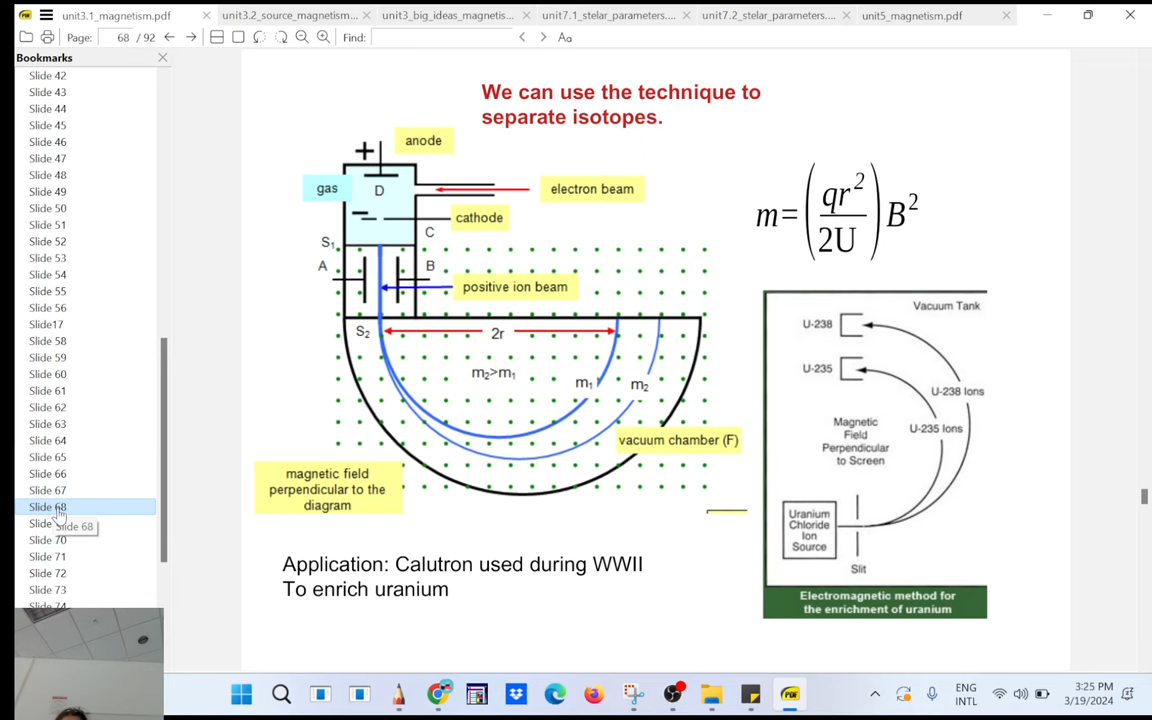 unit3.1_magnetism.pdf
unit3.2_source_magnetism....
unit3_big_ideas_magnetis...
unit7.1_stelar_parameters....
unit7.2_stelar_parameters....
unit5_magnetism.pdf
Page: 68 / 92
Find:
Aa
Bookmarks
Slide 42
Slide 43
Slide 44
Slide 45
Slide 46
Slide 47
Slide 48
Slide 49
Slide 50
Slide 51
Slide 52
Slide 53
Slide 54
Slide 55
Slide 56
Slide17
Slide 58
Slide 59
Slide 60
Slide 61
Slide 62
Slide 63
Slide 64
Slide 65
Slide 66
Slide 67
Slide 68
Slide
Slide 68
Slide 70
Slide 71
Slide 72
Slide 73
Slide 74
We can use the technique to
separate isotopes.
+
anode
gas
D
electron beam
cathode
C
S1
A
B
positive ion beam
S2
2r
m2>m1
m1
m2
vacuum chamber (F)
magnetic field
perpendicular to the
diagram
m=(qr²/2U)B²
Vacuum Tank
U-238
U-235
U-238 Ions
U-235 Ions
Magnetic
Field
Perpendicular
to Screen
Uranium
Chloride
Ion
Source
Slit
Electromagnetic method for
the enrichment of uranium
Application: Calutron used during WWII
To enrich uranium
PDF
ENG
INTL
3:25 PM
3/19/2024